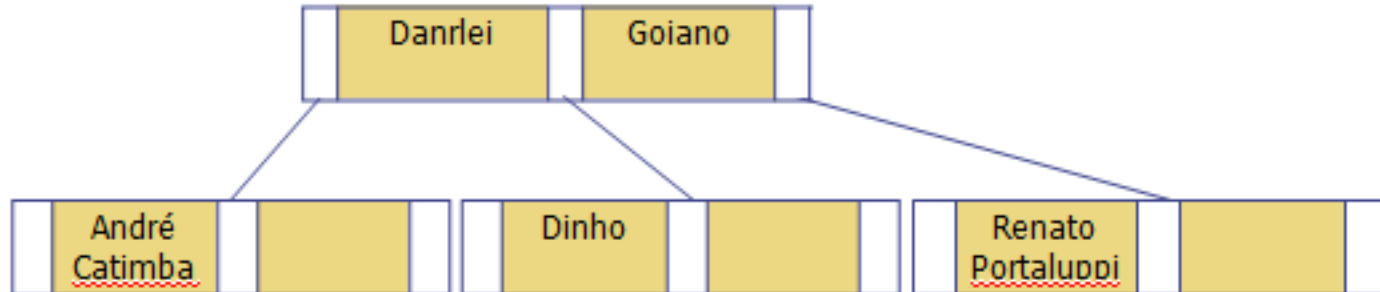 Danrlei
Goiano
André
Catimba
Dinho
Renato
Portaluppi